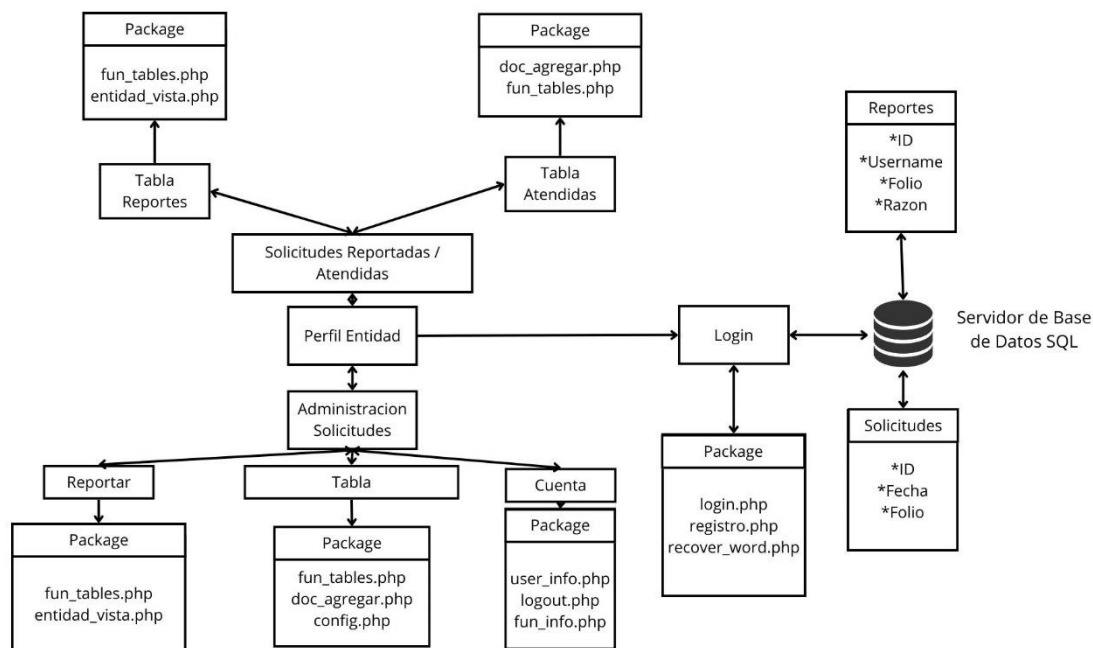 Package
fun_tables.php
entidad_vista.php
Package
doc_agregar.php
fun_tables.php
Reportes
*ID
*Username
*Folio
*Razon
Tabla
Reportes
Tabla
Atendidas
Solicitudes Reportadas /
Atendidas
Perfil Entidad
Login
Servidor de Base
de Datos SQL
Administracion
Solicitudes
Solicitudes
*ID
*Fecha
*Folio
Package
login.php
registro.php
recover_word.php
Reportar
Tabla
Cuenta
Package
fun_tables.php
entidad_vista.php
Package
fun_tables.php
doc_agregar.php
config.php
Package
user_info.php
logout.php
fun_info.php